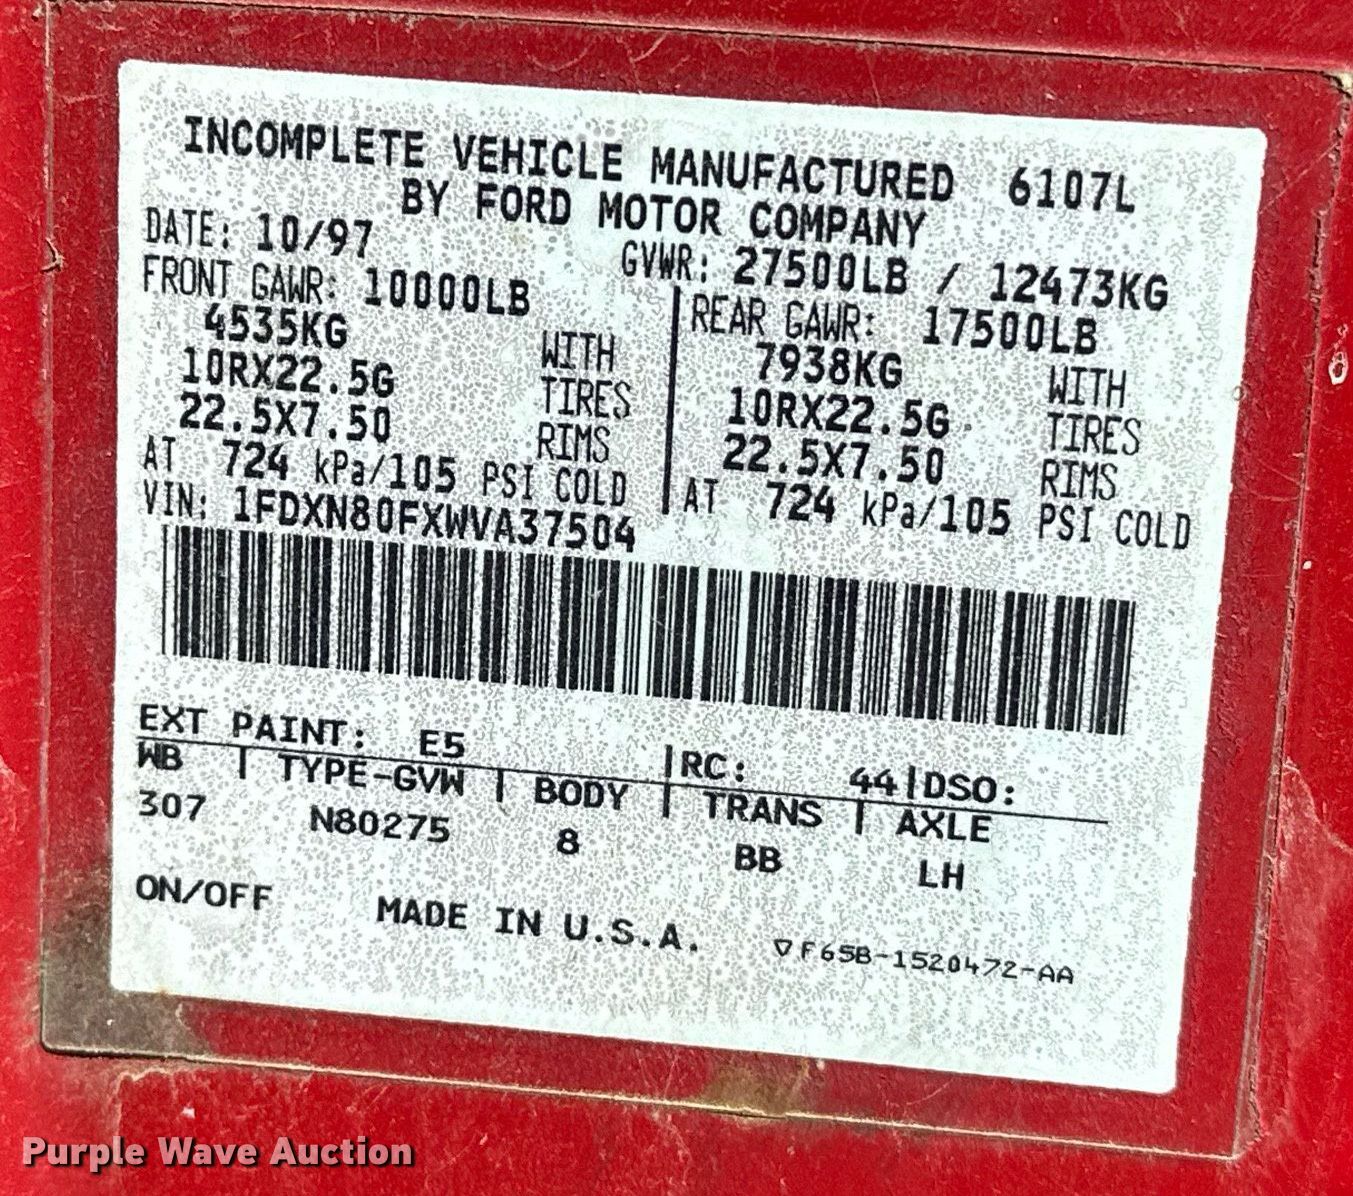 INCOMPLETE VEHICLE MANUFACTURED 6107L
BY FORD MOTOR COMPANY
DATE: 10/97 GVWR: 27500LB / 12473KG
FRONT GAWR: 10000LB REAR GAWR: 17500LB
4535KG WITH 7938KG WITH
10RX22.5G TIRES 10RX22.5G TIRES
22.5X7.50 RIMS 22.5X7.50 RIMS
AT 724 kPa/105 PSI COLD AT 724 kPa/105 PSI COLD
VIN: 1FDXN80FXWVA37504
EXT PAINT: E5 RC: 44 DSO:
WB TYPE-GVW BODY TRANS AXLE
307 N80275 8 BB LH
ON/OFF MADE IN U.S.A. ▽F65B-1520472-AA
Purple Wave Auction